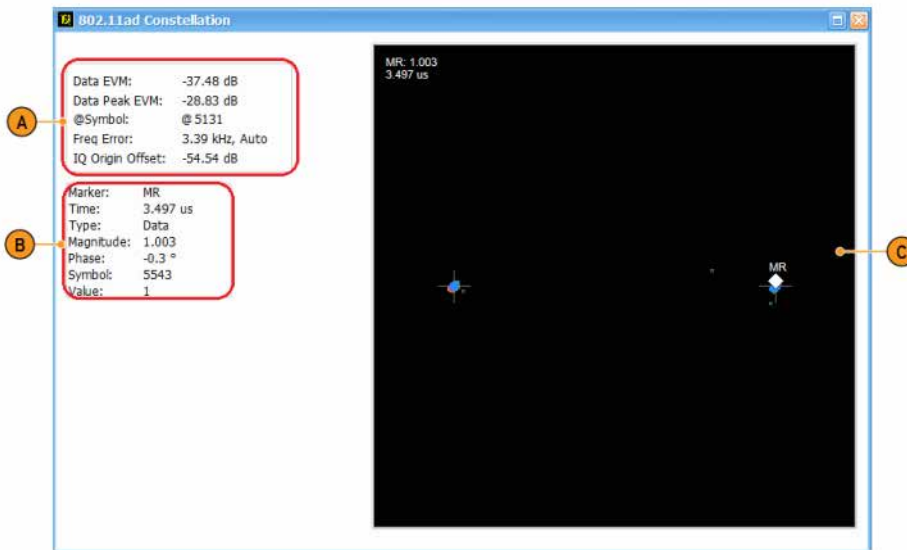 802.11ad Constellation
A
Data EVM: -37.48 dB
Data Peak EVM: -28.83 dB
@Symbol: @ 5131
Freq Error: 3.39 kHz, Auto
IQ Origin Offset: -54.54 dB
B
Marker: MR
Time: 3.497 us
Type: Data
Magnitude: 1.003
Phase: -0.3 °
Symbol: 5543
Value: 1
MR: 1.003
3.497 us
MR
C